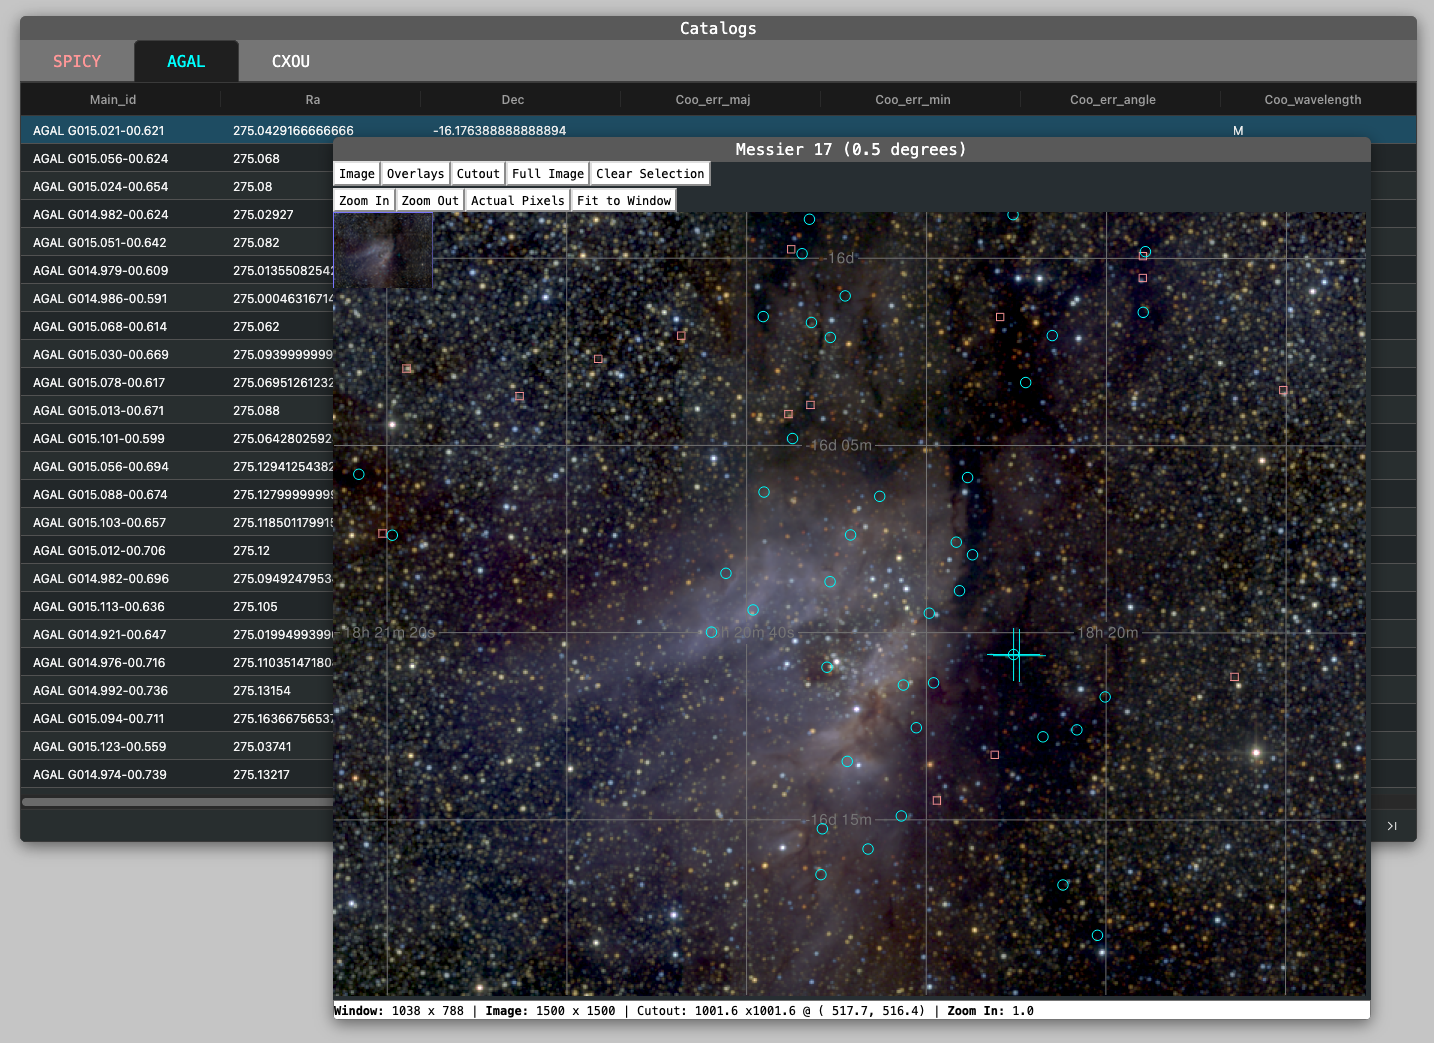 Catalogs
SPICY AGAL CXOU
Main_id Ra Dec Coo_err_maj Coo_err_min Coo_err_angle Coo_wavelength
AGAL G015.021-00.621 275.0429166666666 -16.176388888888894 M
AGAL G015.056-00.624 275.068
AGAL G015.024-00.654 275.08
AGAL G014.982-00.624 275.02927
AGAL G015.051-00.642 275.082
AGAL G014.979-00.609 275.01355082542
AGAL G014.986-00.591 275.00046316714
AGAL G015.068-00.614 275.062
AGAL G015.030-00.669 275.0939999999
AGAL G015.078-00.617 275.06951261232
AGAL G015.013-00.671 275.088
AGAL G015.101-00.599 275.0642802592
AGAL G015.056-00.694 275.12941254382
AGAL G015.088-00.674 275.12799999999
AGAL G015.103-00.657 275.11850117991
AGAL G015.012-00.706 275.12
AGAL G014.982-00.696 275.0949247953
AGAL G015.113-00.636 275.105
AGAL G014.921-00.647 275.0199499399
AGAL G014.976-00.716 275.1103514718
AGAL G014.992-00.736 275.13154
AGAL G015.094-00.711 275.16366756537
AGAL G015.123-00.559 275.03741
AGAL G014.974-00.739 275.13217
Messier 17 (0.5 degrees)
Image Overlays Cutout Full Image Clear Selection
Zoom In Zoom Out Actual Pixels Fit to Window
-16d
-16d 05m
18h 21m 20s 18h 20m 40s 18h 20m
-16d 15m
Window: 1038 x 788 | Image: 1500 x 1500 | Cutout: 1001.6 x1001.6 @ ( 517.7, 516.4) | Zoom In: 1.0